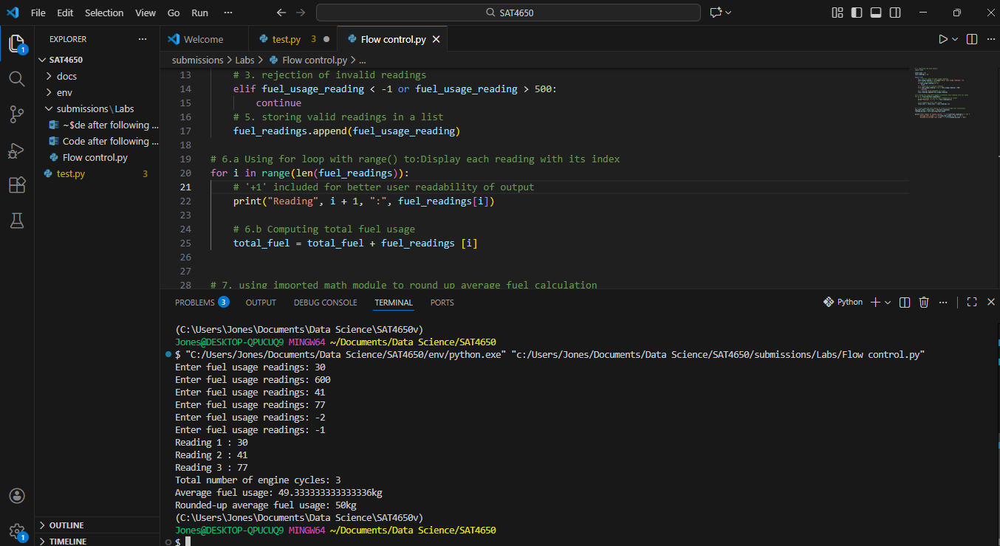 File Edit Selection View Go Run ··· SAT4650
EXPLORER ···
SAT4650
docs
env
submissions\Labs
~$de after following ...
Code after following ...
Flow control.py
test.py 3
OUTLINE
TIMELINE
1
1
Welcome test.py 3 Flow control.py
submissions > Labs > Flow control.py > ...
13 # 3. rejection of invalid readings
14 elif fuel_usage_reading < -1 or fuel_usage_reading > 500:
15 continue
16 # 5. storing valid readings in a list
17 fuel_readings.append(fuel_usage_reading)
18
19 # 6.a Using for loop with range() to:Display each reading with its index
20 for i in range(len(fuel_readings)):
21 # '+1' included for better user readability of output
22 print("Reading", i + 1, ":", fuel_readings[i])
23
24 # 6.b Computing total fuel usage
25 total_fuel = total_fuel + fuel_readings [i]
26
27
28 # 7. using imported math module to round up average fuel calculation
PROBLEMS 3 OUTPUT DEBUG CONSOLE TERMINAL PORTS Python
(C:\Users\Jones\Documents\Data Science\SAT4650v)
Jones@DESKTOP-QPUCUQ9 MINGW64 ~/Documents/Data Science/SAT4650
$ "C:/Users/Jones/Documents/Data Science/SAT4650/env/python.exe" "c:/Users/Jones/Documents/Data Science/SAT4650/submissions/Labs/Flow control.py"
Enter fuel usage readings: 30
Enter fuel usage readings: 600
Enter fuel usage readings: 41
Enter fuel usage readings: 77
Enter fuel usage readings: -2
Enter fuel usage readings: -1
Reading 1 : 30
Reading 2 : 41
Reading 3 : 77
Total number of engine cycles: 3
Average fuel usage: 49.333333333333336kg
Rounded-up average fuel usage: 50kg
(C:\Users\Jones\Documents\Data Science\SAT4650v)
Jones@DESKTOP-QPUCUQ9 MINGW64 ~/Documents/Data Science/SAT4650
$